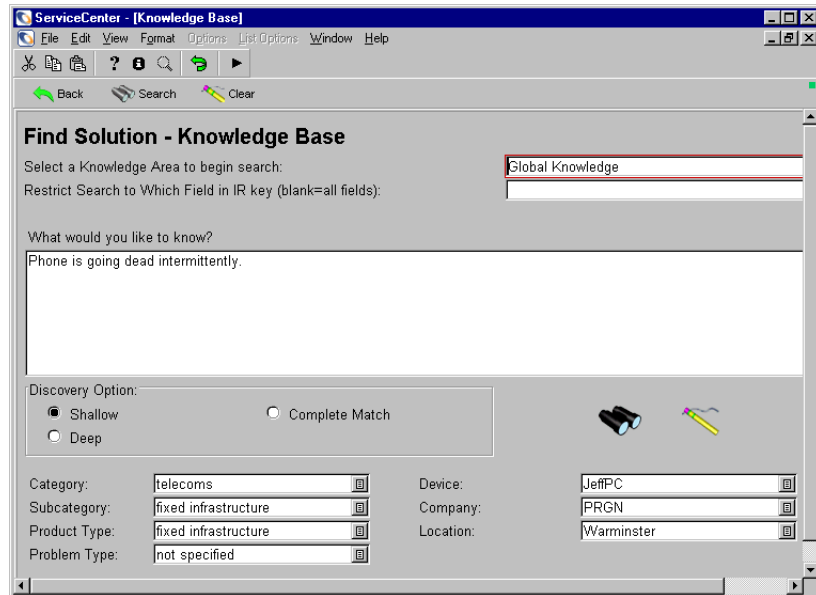 ServiceCenter - [Knowledge Base]
File Edit View Format Options List Options Window Help
Back Search Clear
Find Solution - Knowledge Base
Select a Knowledge Area to begin search: Global Knowledge
Restrict Search to Which Field in IR key (blank=all fields):
What would you like to know?
Phone is going dead intermittently.
Discovery Option:
Shallow Complete Match
Deep
Category: telecoms Device: JeffPC
Subcategory: fixed infrastructure Company: PRGN
Product Type: fixed infrastructure Location: Warminster
Problem Type: not specified